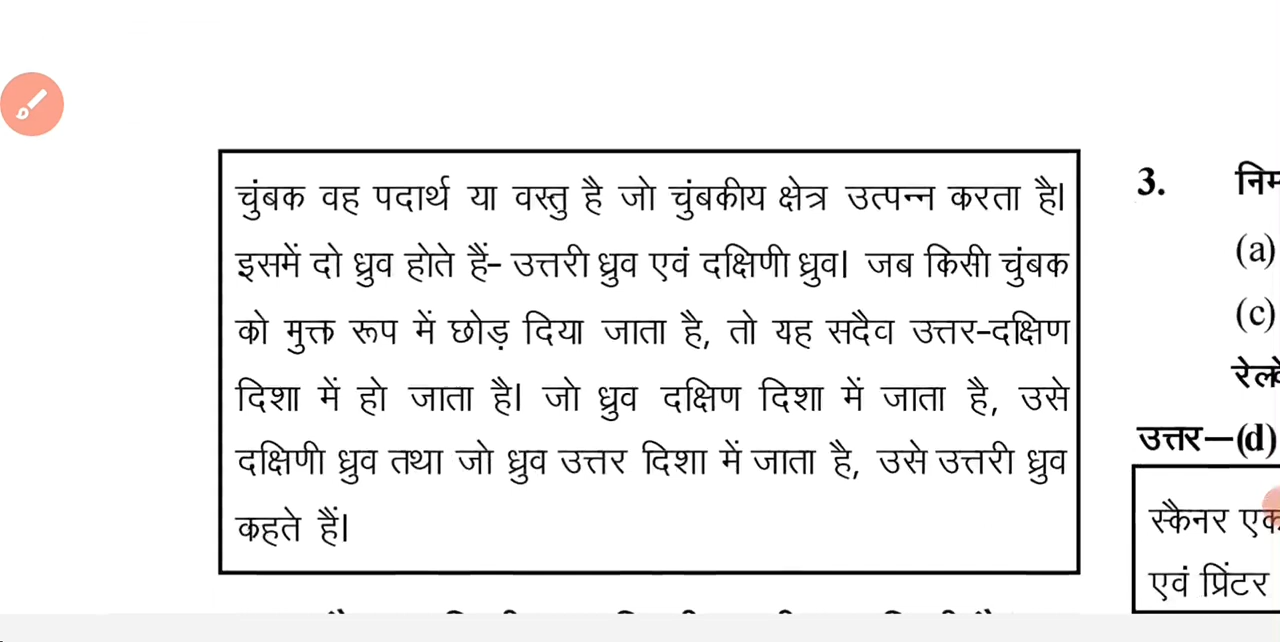 चुंबक वह पदार्थ या वस्तु है जो चुंबकीय क्षेत्र उत्पन्न करता है।
इसमें दो ध्रुव होते हैं- उत्तरी ध्रुव एवं दक्षिणी ध्रुव। जब किसी चुंबक
को मुक्त रूप में छोड़ दिया जाता है, तो यह सदैव उत्तर-दक्षिण
दिशा में हो जाता है। जो ध्रुव दक्षिण दिशा में जाता है, उसे
दक्षिणी ध्रुव तथा जो ध्रुव उत्तर दिशा में जाता है, उसे उत्तरी ध्रुव
कहते हैं।
3.
(a)
(c)
उत्तर—(d)
स्कैनर
एवं प्रिंटर